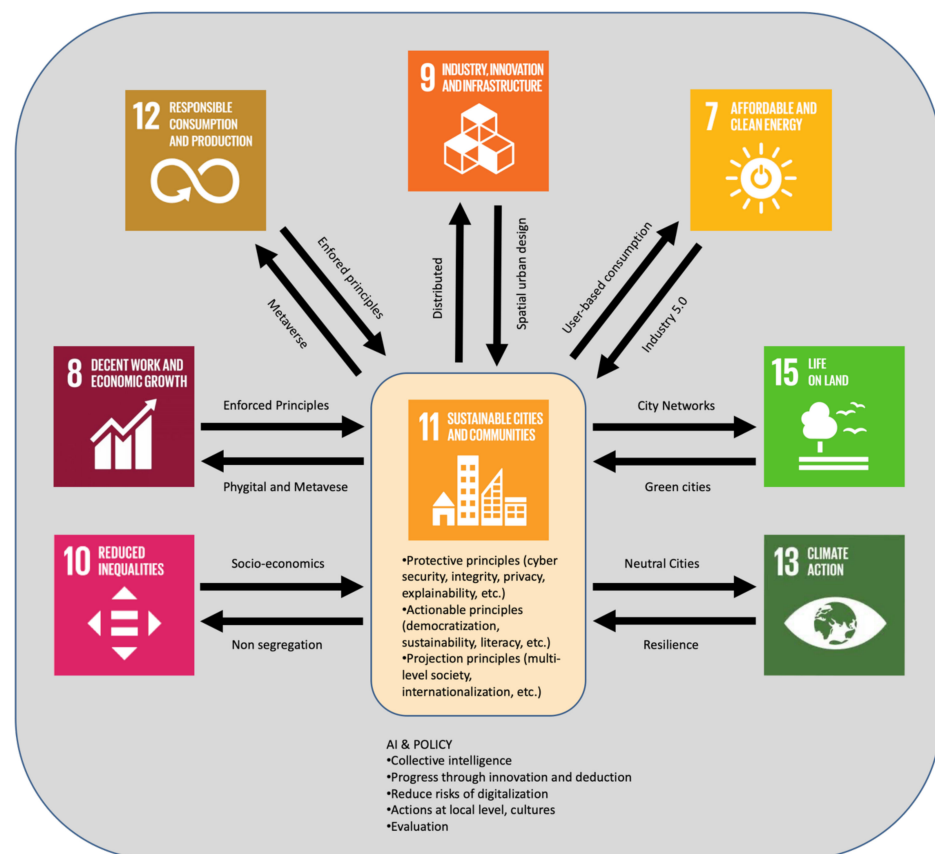 9 INDUSTRY, INNOVATION
AND INFRASTRUCTURE
12 RESPONSIBLE
CONSUMPTION
AND PRODUCTION
7 AFFORDABLE AND
CLEAN ENERGY
Enfored principles
Metaverse
Distributed
Spatial urban design
User-based consumption
Industry 5.0
8 DECENT WORK AND
ECONOMIC GROWTH
Enforced Principles
Phygital and Metavese
11 SUSTAINABLE CITIES
AND COMMUNITIES
City Networks
Green cities
15 LIFE
ON LAND
10 REDUCED
INEQUALITIES
Socio-economics
Non segregation
•Protective principles (cyber
security, integrity, privacy,
explainability, etc.)
•Actionable principles
(democratization,
sustainability, literacy, etc.)
•Projection principles (multi-
level society,
internationalization, etc.)
Neutral Cities
Resilience
13 CLIMATE
ACTION
AI & POLICY
•Collective intelligence
•Progress through innovation and deduction
•Reduce risks of digitalization
•Actions at local level, cultures
•Evaluation